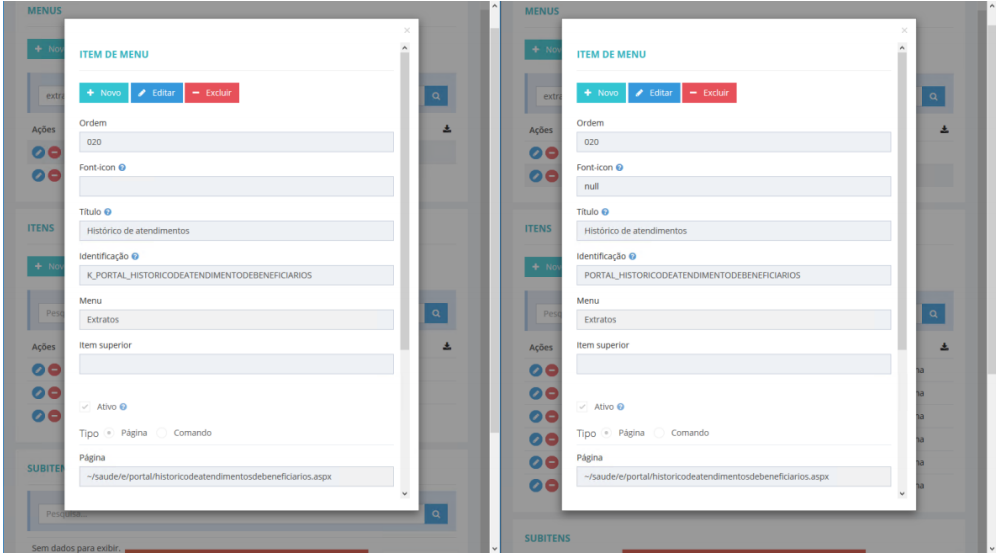 MENUS
+ Nov
extra
Ações
ITENS
+ Nov
Pesq
Ações
SUBITEN
Pesquisa...
Sem dados para exibir.
×
ITEM DE MENU
+ Novo Editar − Excluir
Ordem
020
Font-icon
Título
Histórico de atendimentos
Identificação
K_PORTAL_HISTORICODEATENDIMENTODEBENEFICIARIOS
Menu
Extratos
Item superior
Ativo
Tipo Página Comando
Página
~/saude/e/portal/historicodeatendimentosdebeneficiarios.aspx
MENUS
+ Nov
extra
Ações
ITENS
+ Nov
Pesq
Ações
na
na
na
na
na
na
SUBITENS
×
ITEM DE MENU
+ Novo Editar − Excluir
Ordem
020
Font-icon
null
Título
Histórico de atendimentos
Identificação
PORTAL_HISTORICODEATENDIMENTODEBENEFICIARIOS
Menu
Extratos
Item superior
Ativo
Tipo Página Comando
Página
~/saude/e/portal/historicodeatendimentosdebeneficiarios.aspx